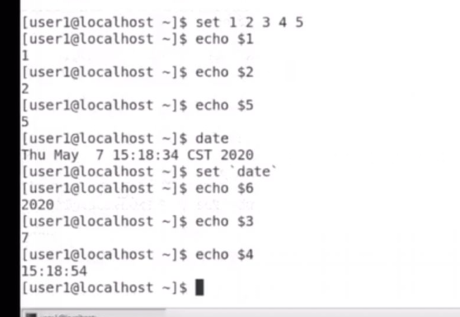 [user1@localhost ~]$ set 1 2 3 4 5
[user1@localhost ~]$ echo $1
1
[user1@localhost ~]$ echo $2
2
[user1@localhost ~]$ echo $5
5
[user1@localhost ~]$ date
Thu May  7 15:18:34 CST 2020
[user1@localhost ~]$ set `date`
[user1@localhost ~]$ echo $6
2020
[user1@localhost ~]$ echo $3
7
[user1@localhost ~]$ echo $4
15:18:54
[user1@localhost ~]$